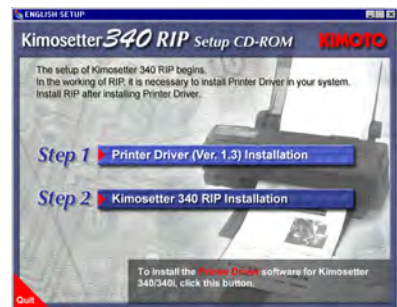 ENGLISH SETUP
Kimosetter 340 RIP Setup CD-ROM KIMOTO
The setup of Kimosetter 340 RIP begins.
In the working of RIP, it is necessary to install Printer Driver in your system.
Install RIP after installing Printer Driver.
Step 1 Printer Driver (Ver. 1.3) Installation
Step 2 Kimosetter 340 RIP Installation
To install the Printer Driver software for Kimosetter
340/340i, click this button.
Quit